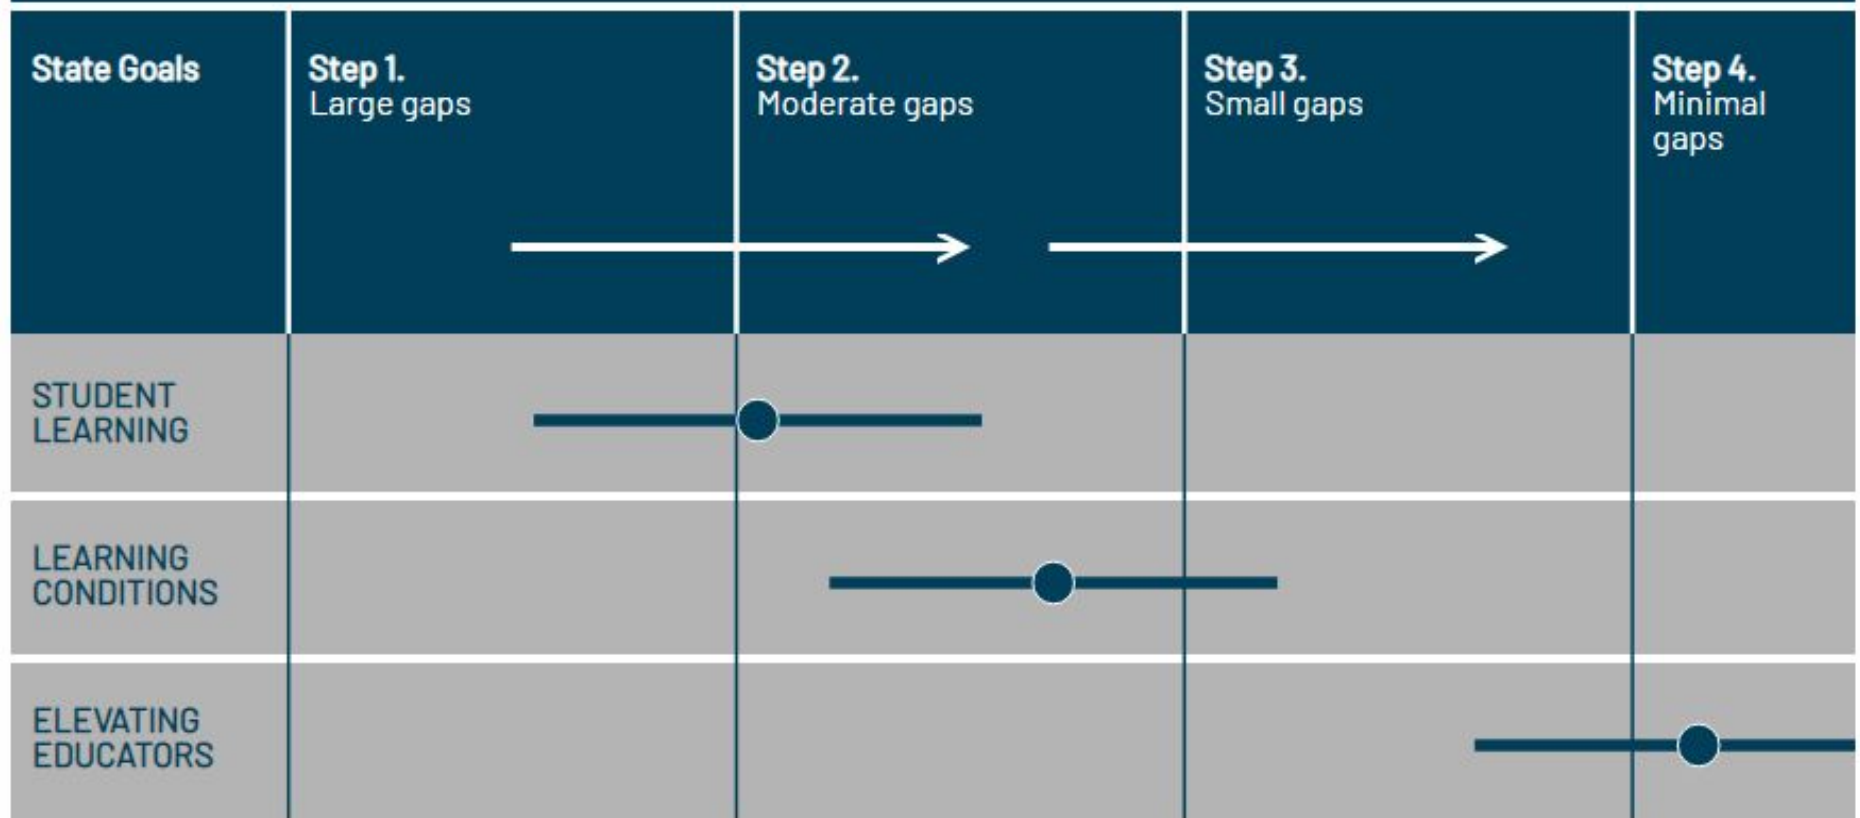 State Goals
Step 1.
Large gaps
Step 2.
Moderate gaps
Step 3.
Small gaps
Step 4.
Minimal
gaps
STUDENT
LEARNING
LEARNING
CONDITIONS
ELEVATING
EDUCATORS